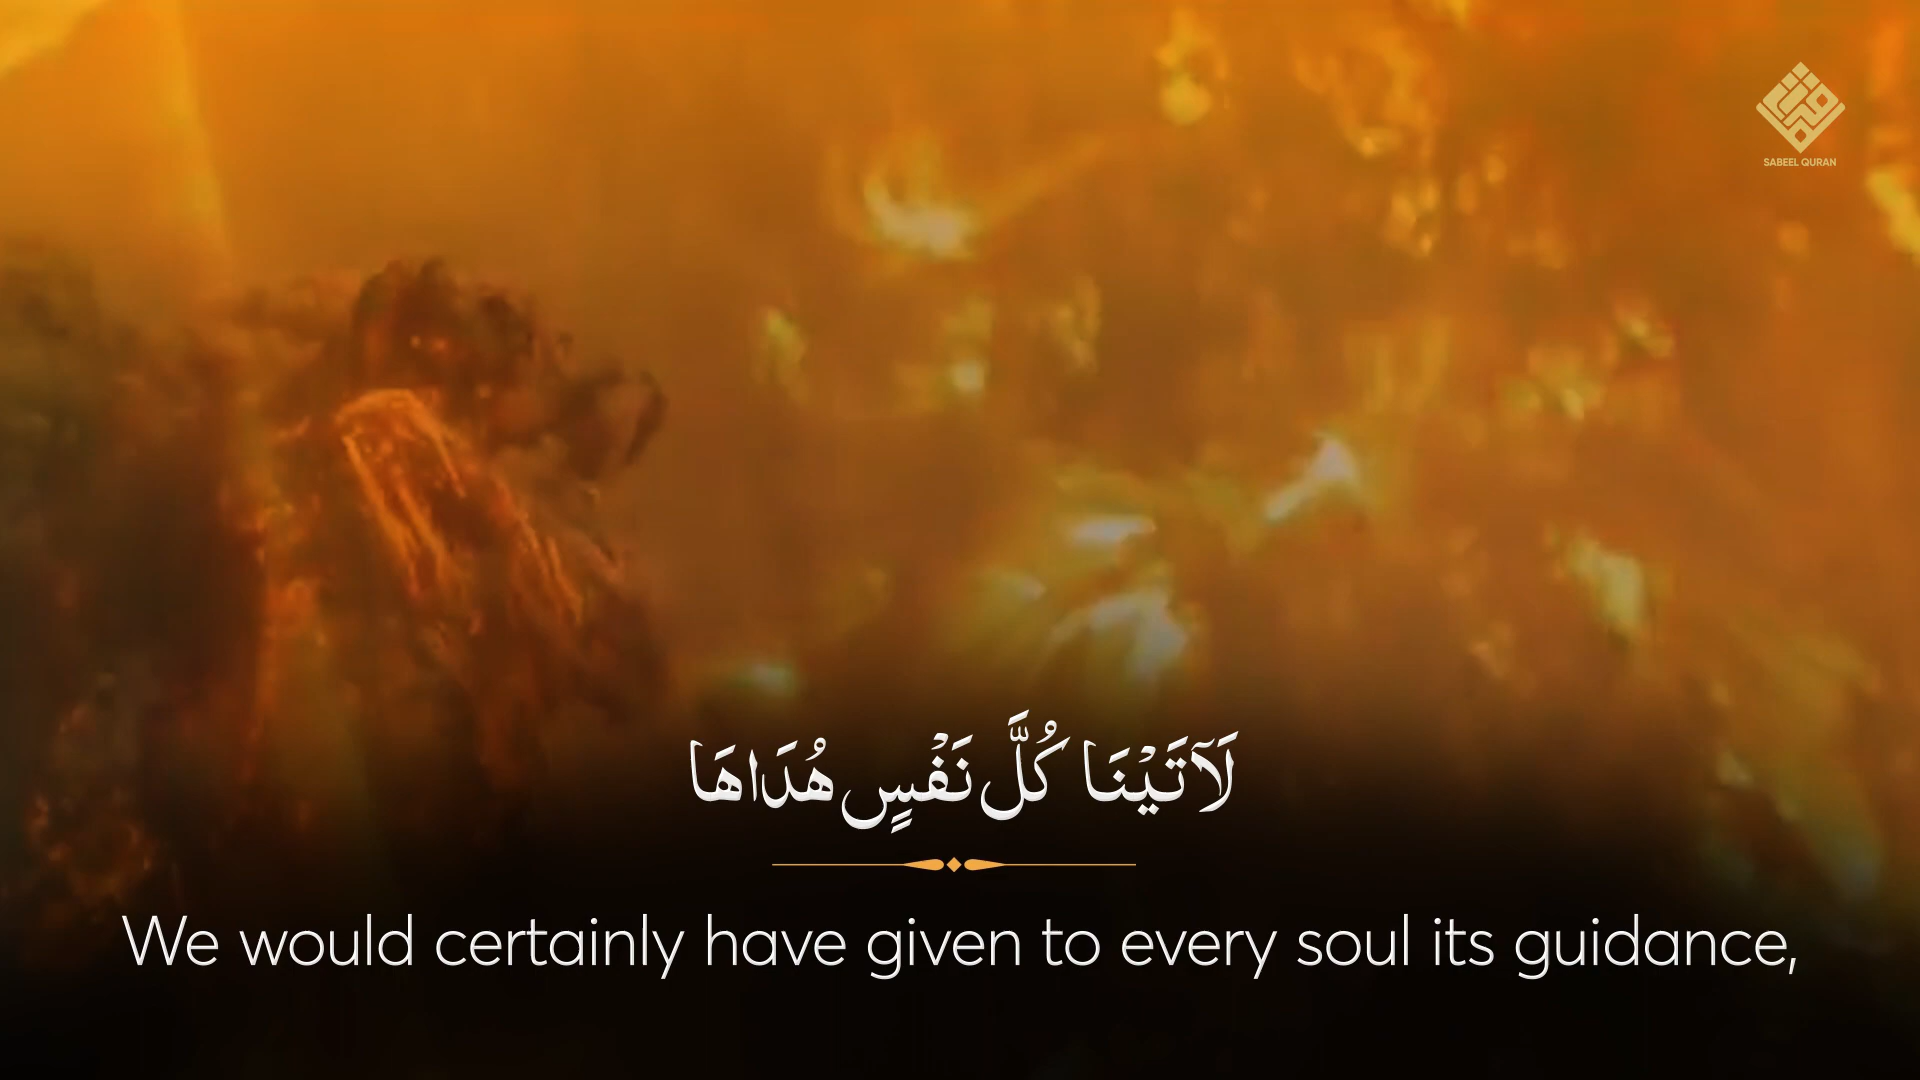 SABEEL QURAN
لَآتَيْنَا كُلَّ نَفْسٍ هُدَاهَا
We would certainly have given to every soul its guidance,